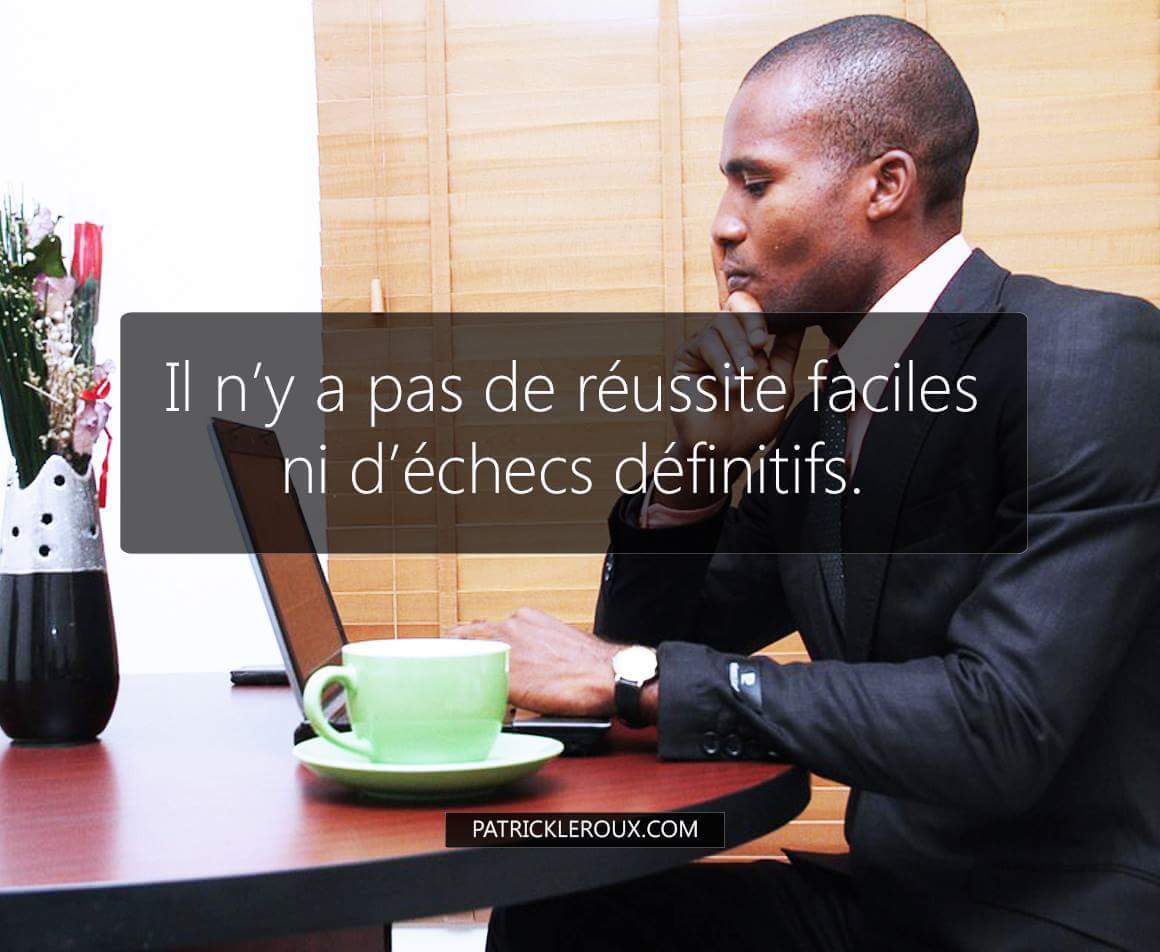 Il n’y a pas de réussite faciles
ni d’échecs définitifs.
PATRICKLEROUX.COM